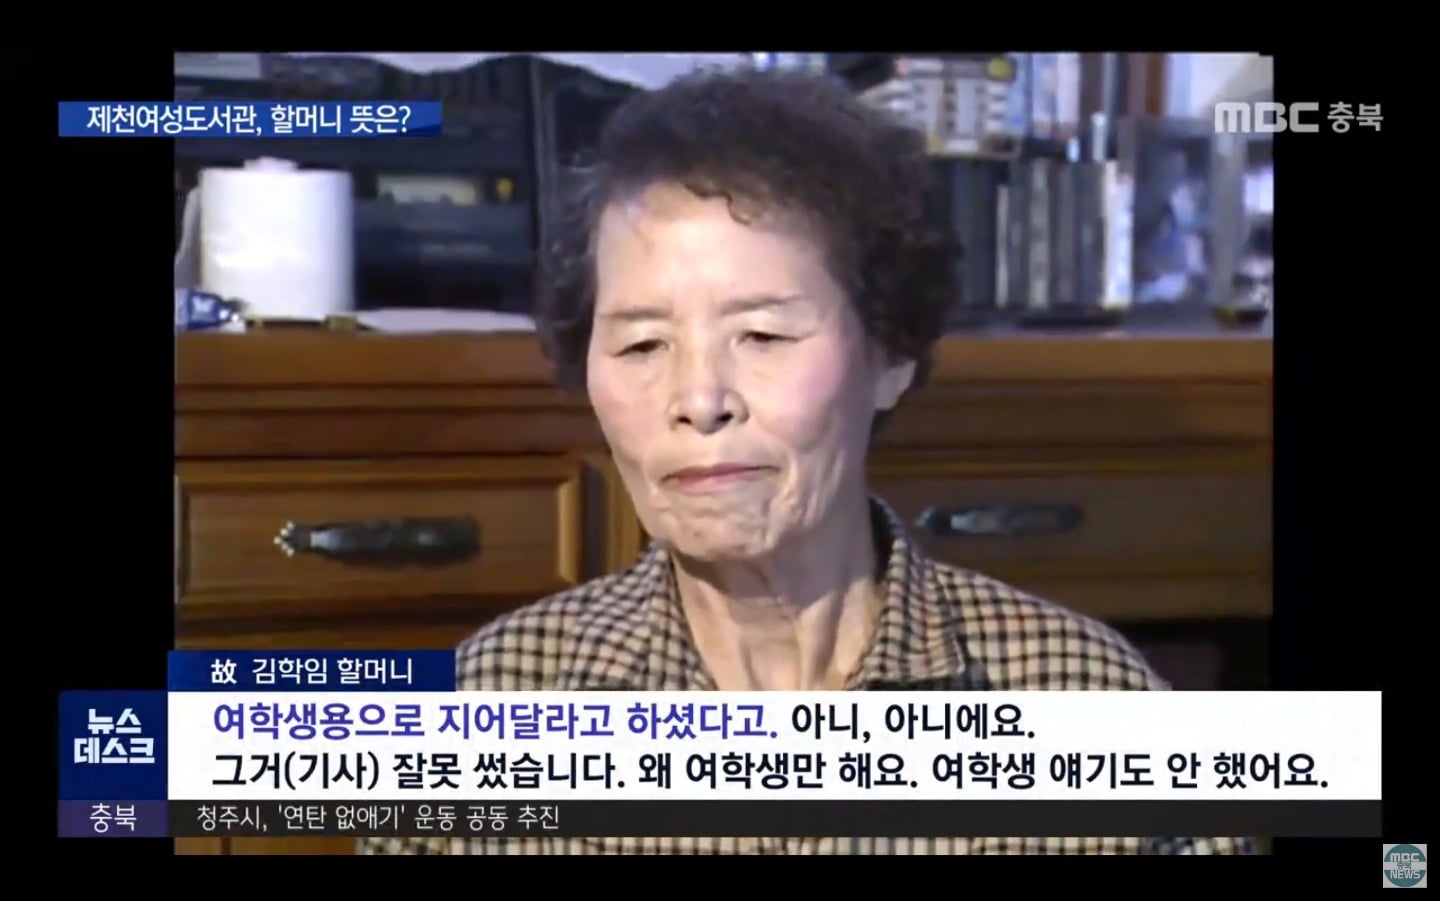 제천여성도서관, 할머니 뜻은?
MBC 충북
故 김학임 할머니
뉴스
데스크
여학생용으로 지어달라고 하셨다고. 아니, 아니에요.
그거(기사) 잘못 썼습니다. 왜 여학생만 해요. 여학생 얘기도 안 했어요.
충북
청주시, '연탄 없애기' 운동 공동 추진
MBC
충북
NEWS